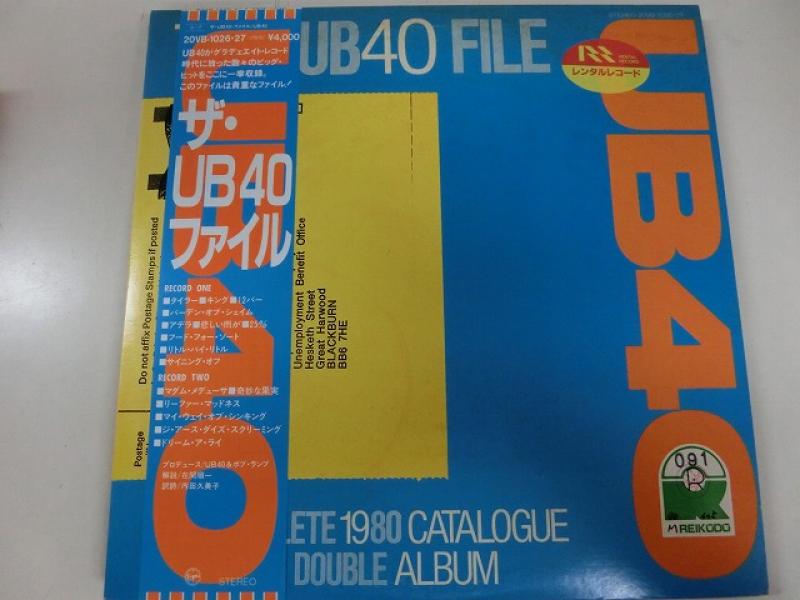 20VB-1026・27 ¥4,000
UB40がグラデュエイト・レコード
時代に放った数々のビッグ・
ヒットをここに一挙収録。
このファイルは貴重なファイル!
ザ・
UB40
ファイル
RECORD ONE
■タイラー■キング■12バー
■バーデン・オブ・シェイム
■アデラ■悲しい雨が■25%
■フード・フォー・ソート
■リトル・バイ・リトル
■サイニング・オフ
RECORD TWO
■マダム・メデューサ■奇妙な果実
■リーファー・マッドネス
■マイ・ウェイ・オブ・シンキング
■ジ・アース・ダイズ・スクリーミング
■ドリーム・ア・ライ
プロデュース/UB40&ボブ・ラム
STEREO
UB40 FILE
RENTAL
RECORD
レンタルレコード
UB40
Do not affix Postage Stamps if posted
Postage
Unemployment Benefit Office
Hesketh Street
Great Harwood
BLACKBURN
BB6 7HE
LETE 1980 CATALOGUE
DOUBLE ALBUM
091
R
REIKODO